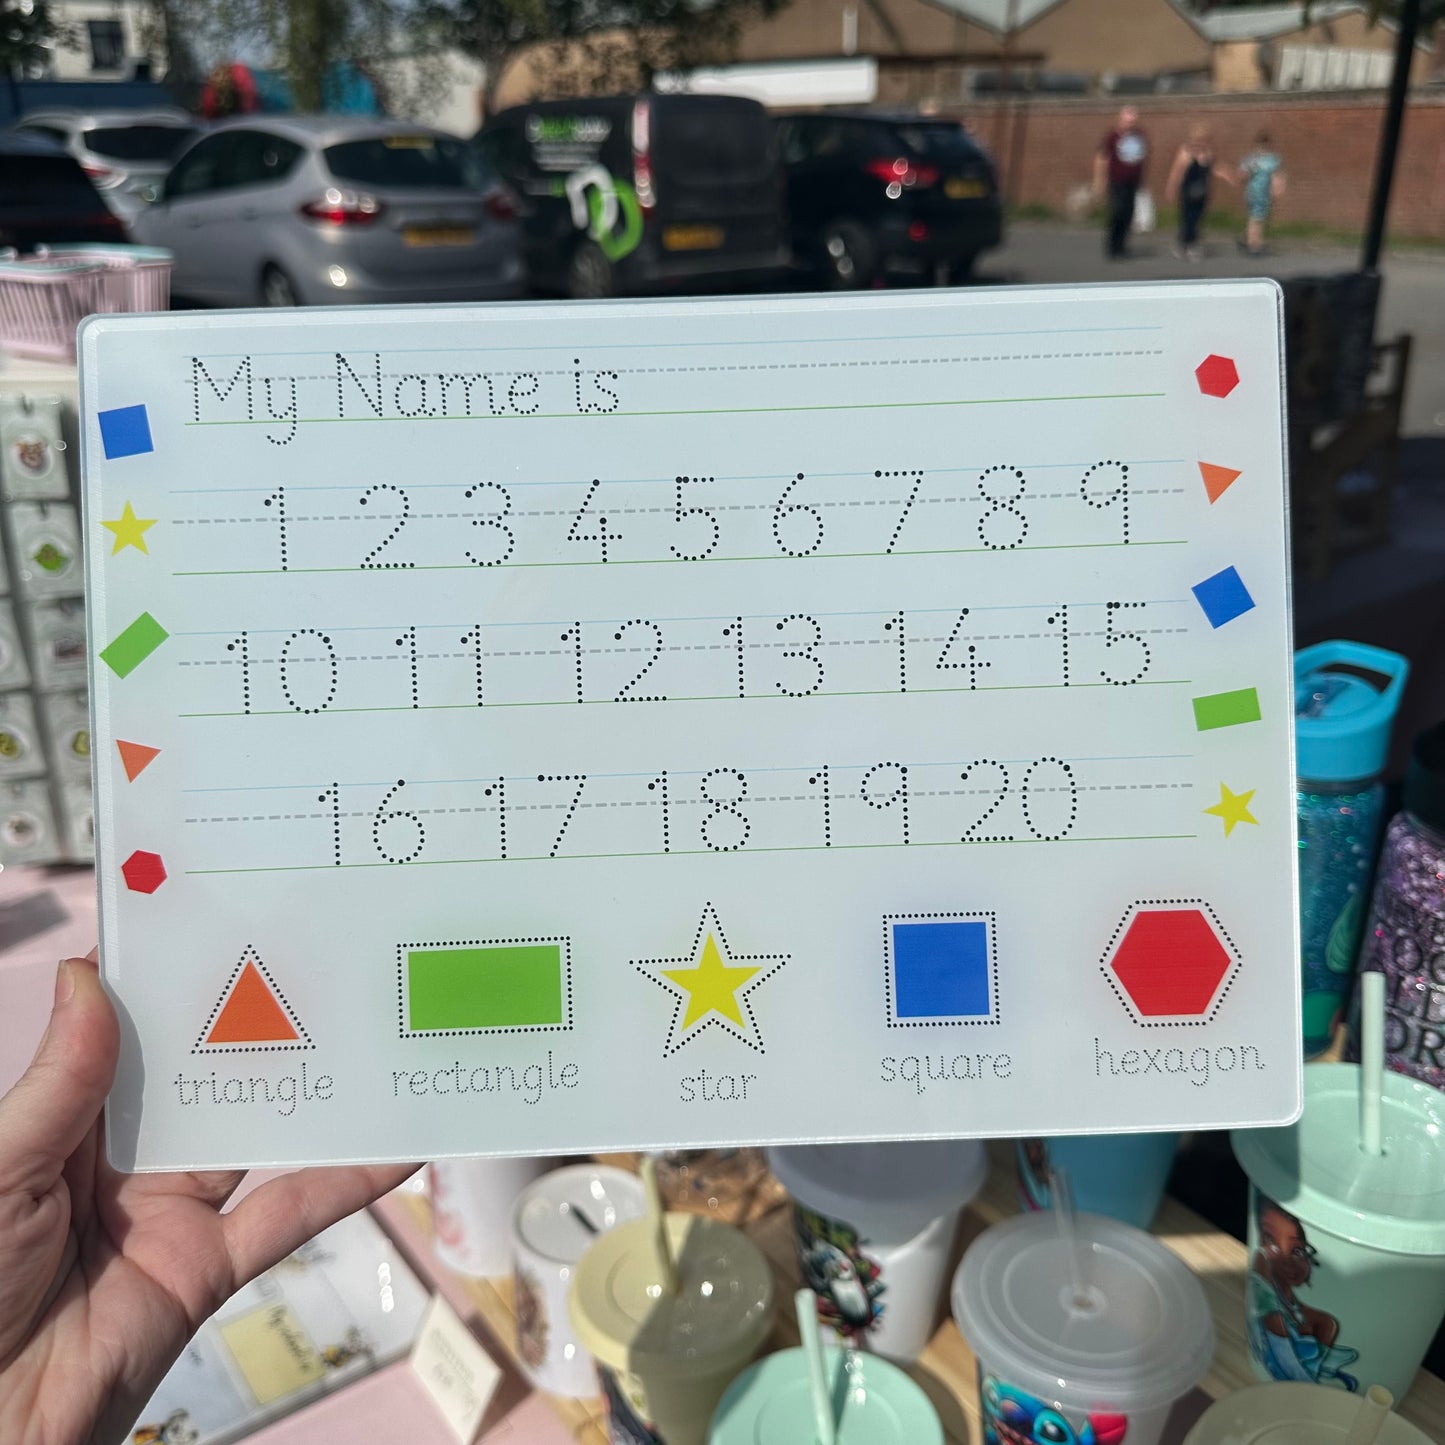 My Name is
1 2 3 4 5 6 7 8 9
10 11 12 13 14 15
16 17 18 19 20
triangle rectangle star square hexagon